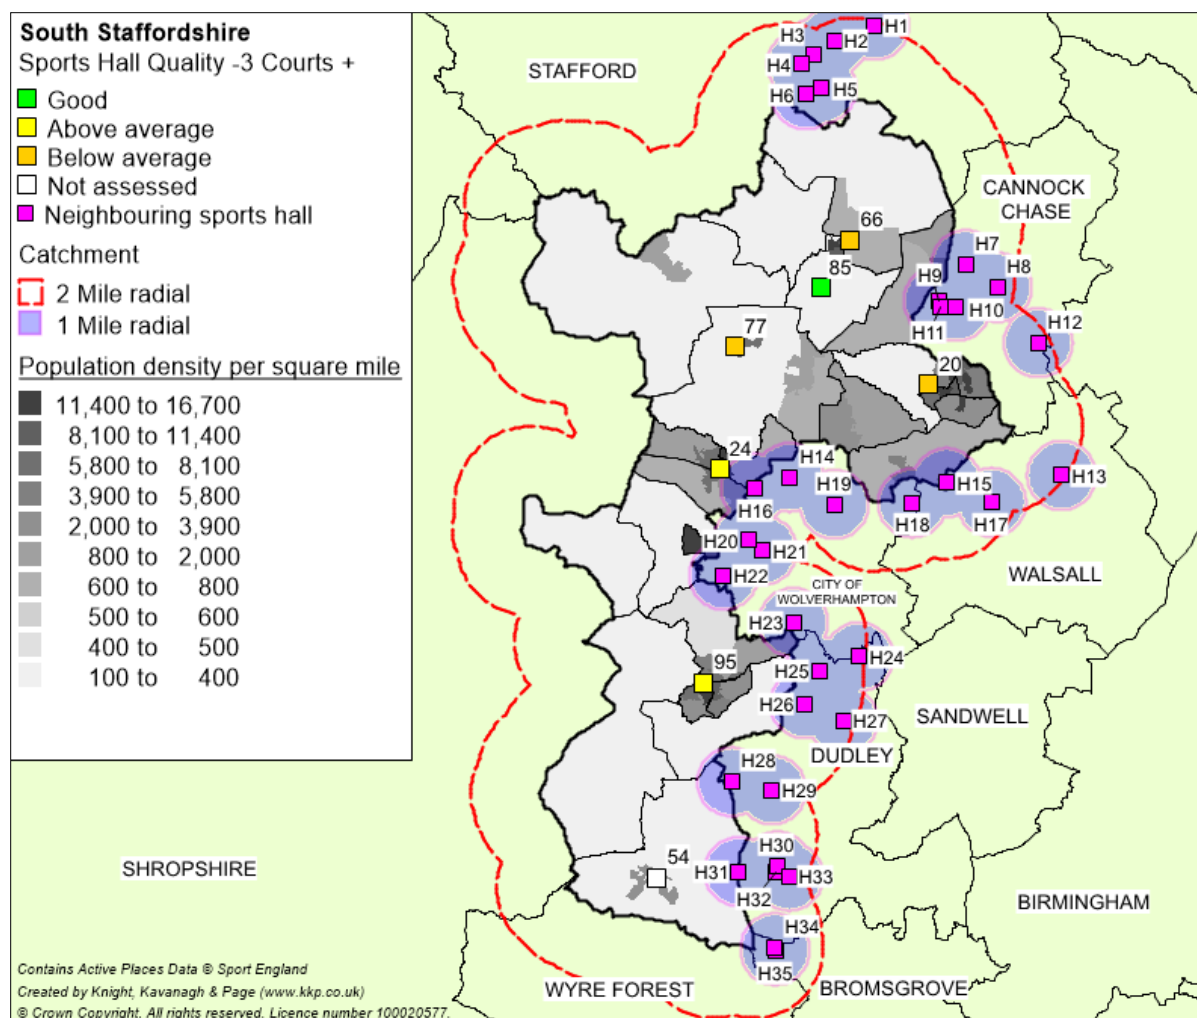 South Staffordshire
Sports Hall Quality -3 Courts +
Good
Above average
Below average
Not assessed
Neighbouring sports hall
Catchment
2 Mile radial
1 Mile radial
Population density per square mile
11,400 to 16,700
8,100 to 11,400
5,800 to 8,100
3,900 to 5,800
2,000 to 3,900
800 to 2,000
600 to 800
500 to 600
400 to 500
100 to 400
Contains Active Places Data © Sport England
Created by Knight, Kavanagh & Page (www.kkp.co.uk)
© Crown Copyright. All rights reserved. Licence number 100020577.
H1
H2
H3
H4
STAFFORD
H5
H6
CANNOCK
CHASE
66
H7
85
H8
H9
H10
H11
H12
77
20
24
H14
H13
H15
H16
H19
H18
H17
H20
H21
WALSALL
H22
CITY OF
WOLVERHAMPTON
H23
H24
95
H25
H26
SANDWELL
H27
DUDLEY
H28
H29
SHROPSHIRE
54
H30
H31
H33
H32
BIRMINGHAM
H34
H35
WYRE FOREST
BROMSGROVE